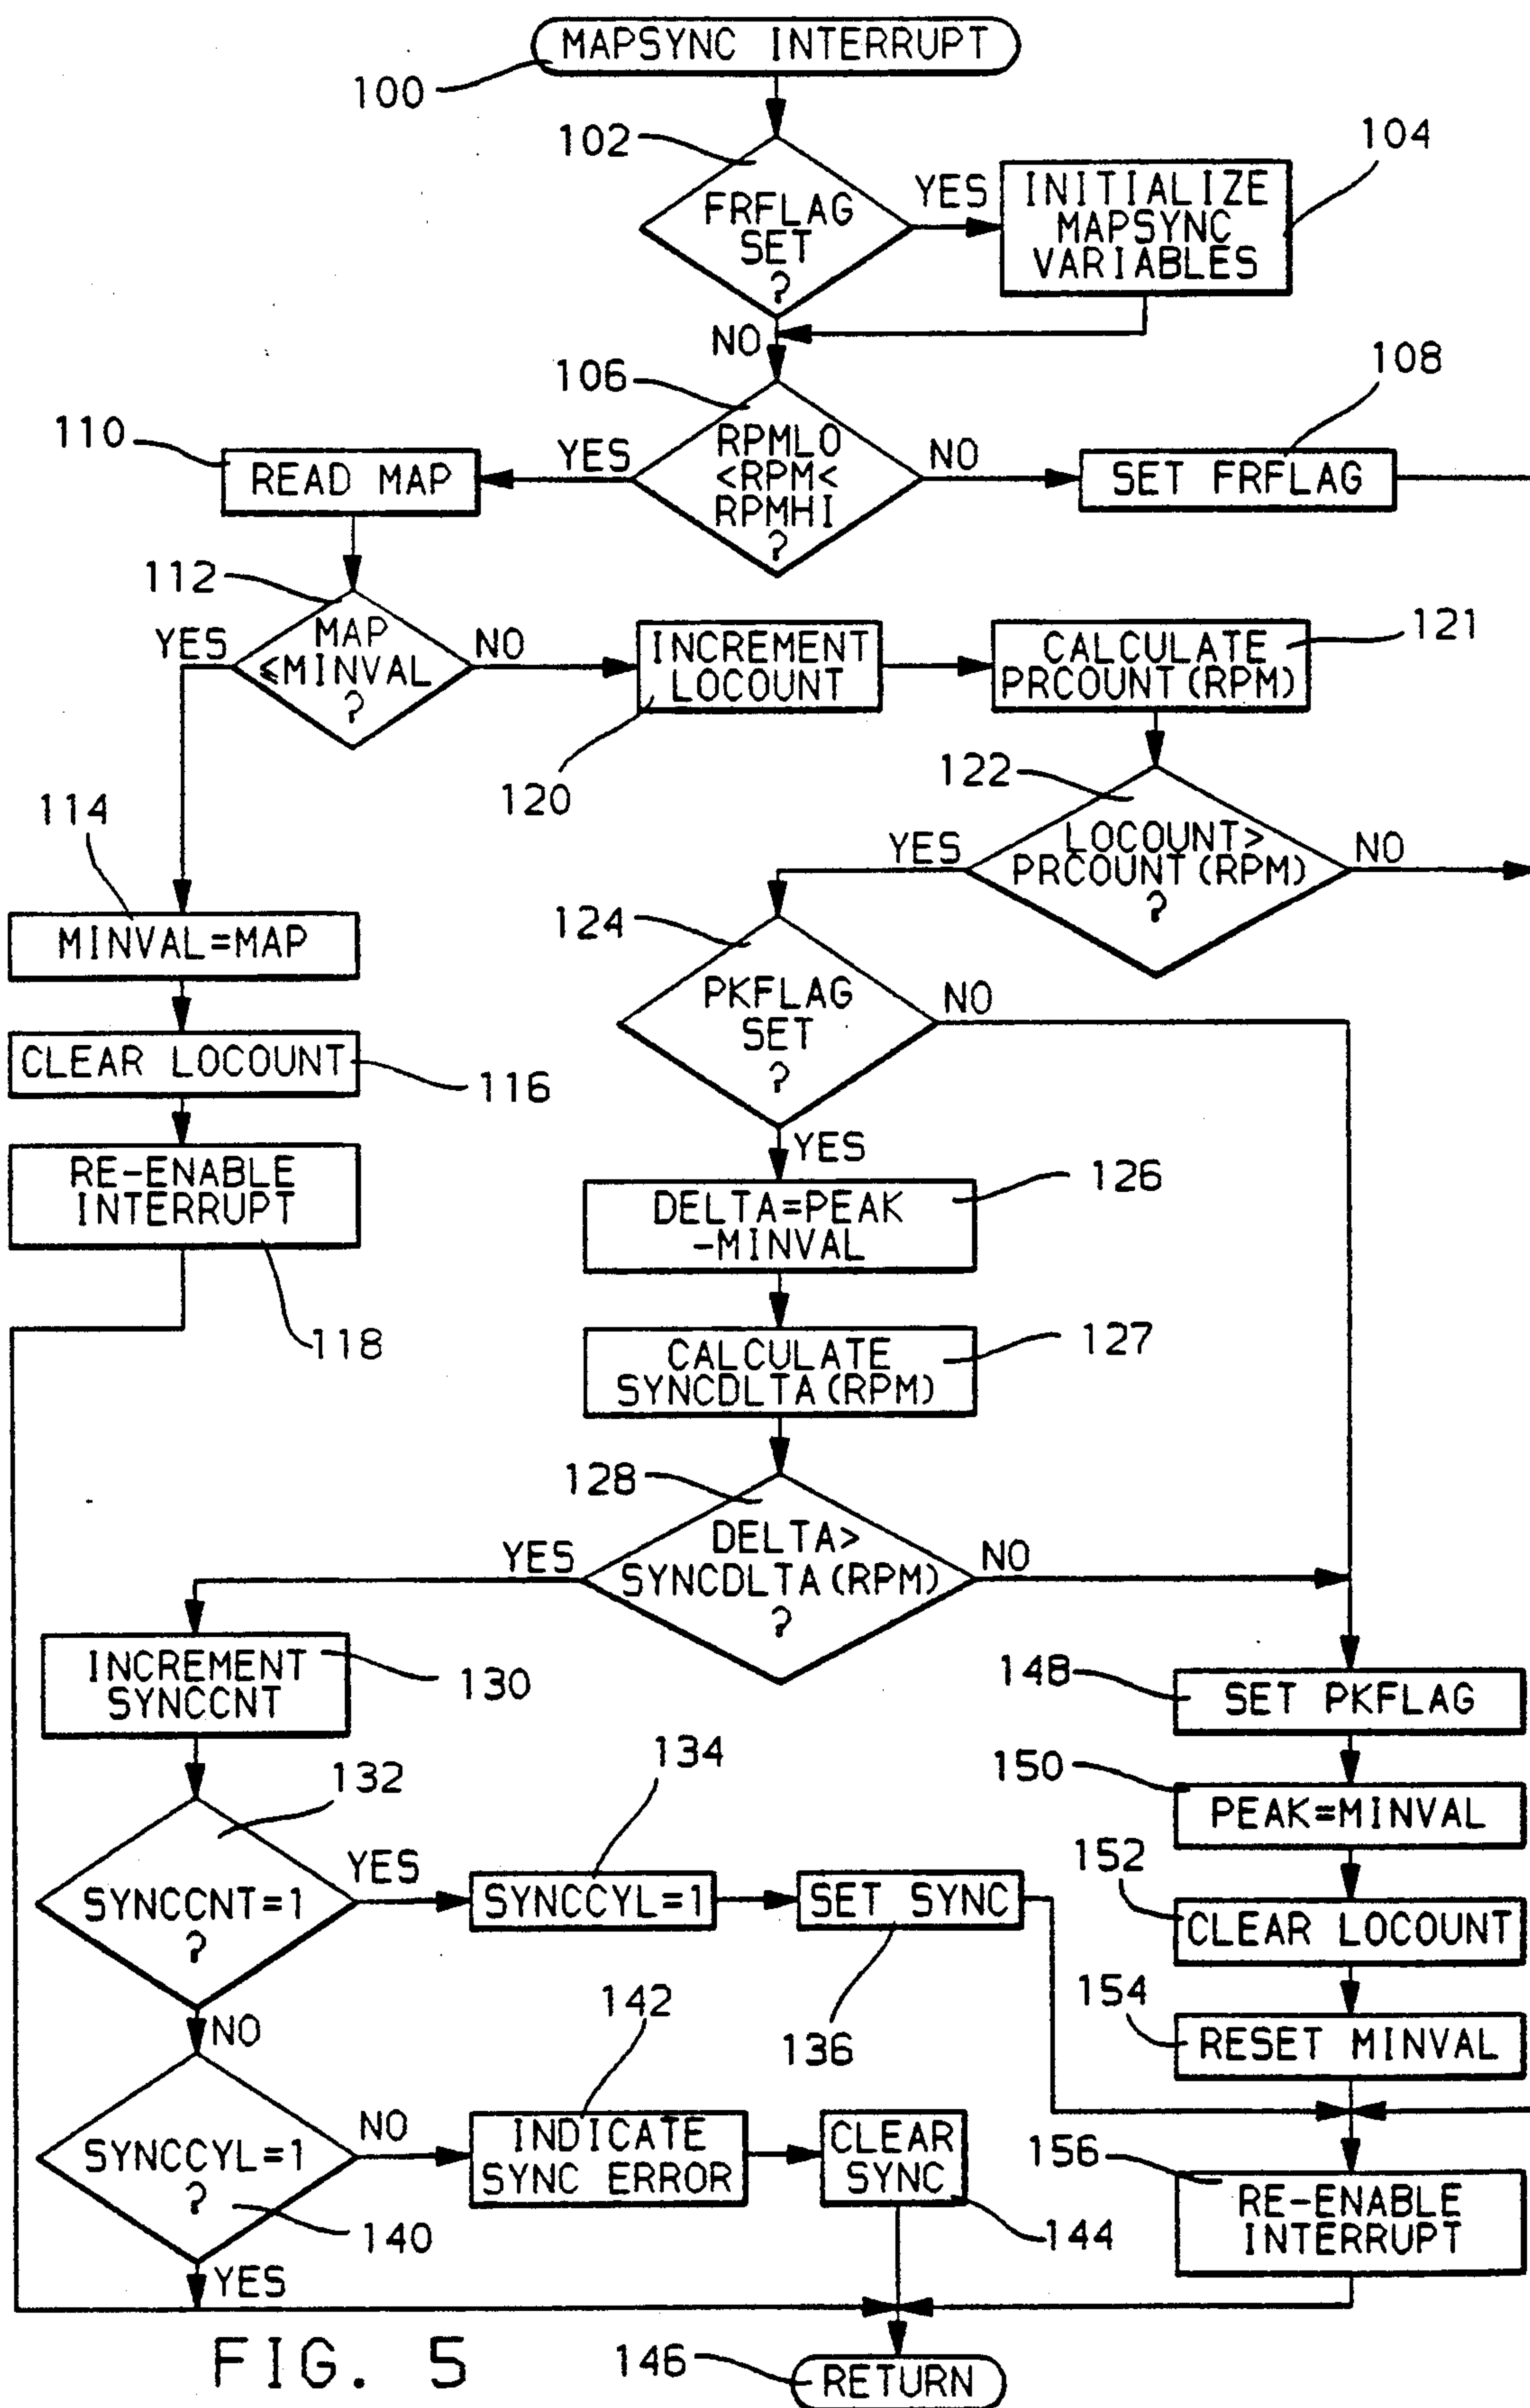 MAPSYNC INTERRUPT
100
102
FRFLAG
SET
?
YES
INITIALIZE
MAPSYNC
VARIABLES
104
NO
106
RPMLO
<RPM<
RPMHI
?
YES
NO
108
SET FRFLAG
110
READ MAP
112
MAP
≤MINVAL
?
YES
NO
INCREMENT
LOCOUNT
120
CALCULATE
PRCOUNT(RPM)
121
122
LOCOUNT>
PRCOUNT(RPM)
?
YES
NO
114
MINVAL=MAP
CLEAR LOCOUNT
116
RE-ENABLE
INTERRUPT
118
124
PKFLAG
SET
?
NO
YES
DELTA=PEAK
-MINVAL
126
CALCULATE
SYNCDLTA(RPM)
127
128
DELTA>
SYNCDLTA(RPM)
?
YES
NO
INCREMENT
SYNCCNT
130
132
SYNCCNT=1
?
YES
134
SYNCCYL=1
SET SYNC
136
NO
SYNCCYL=1
?
140
NO
142
INDICATE
SYNC ERROR
CLEAR
SYNC
144
YES
148
SET PKFLAG
150
PEAK=MINVAL
152
CLEAR LOCOUNT
154
RESET MINVAL
156
RE-ENABLE
INTERRUPT
146
RETURN
FIG. 5